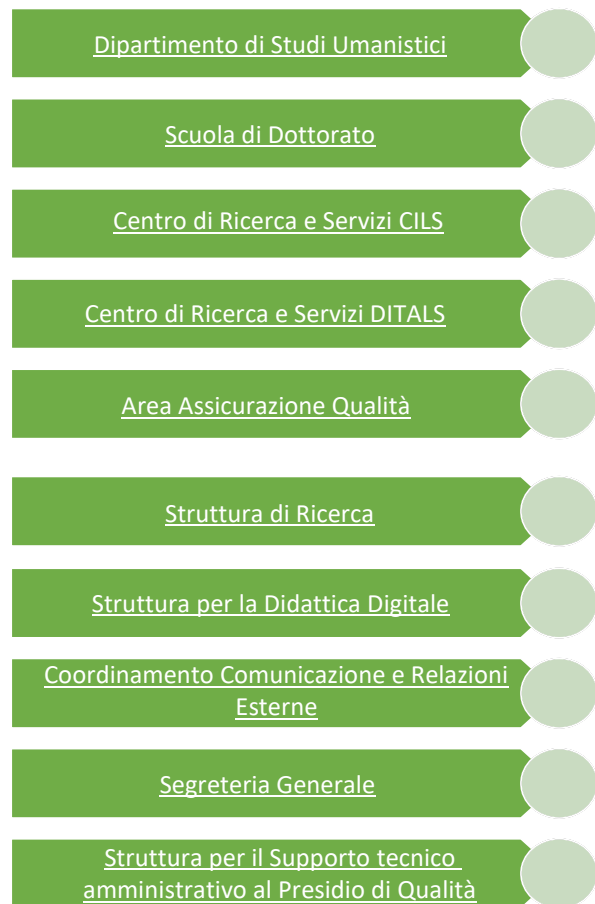 Dipartimento di Studi Umanistici
Scuola di Dottorato
Centro di Ricerca e Servizi CILS
Centro di Ricerca e Servizi DITALS
Area Assicurazione Qualità
Struttura di Ricerca
Struttura per la Didattica Digitale
Coordinamento Comunicazione e Relazioni
Esterne
Segreteria Generale
Struttura per il Supporto tecnico
amministrativo al Presidio di Qualità